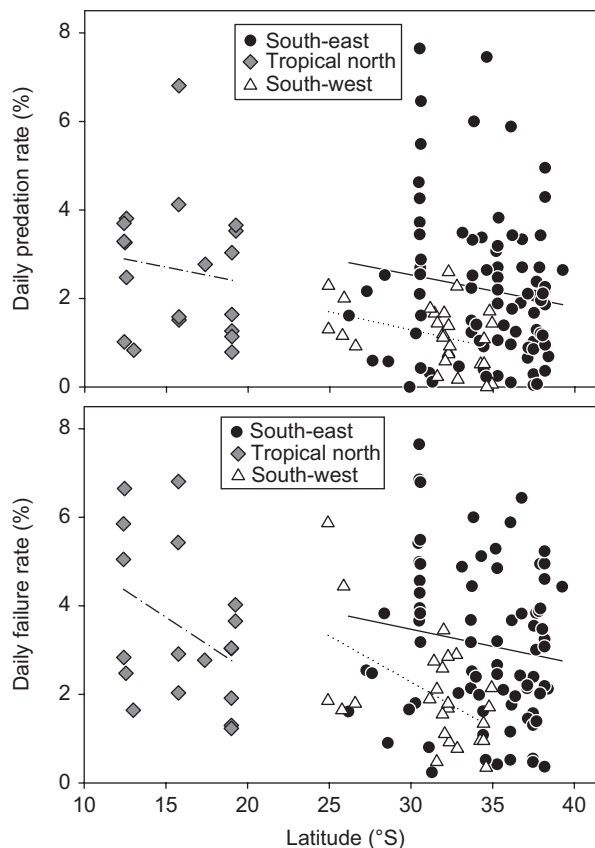 8
6
4
2
0
Daily predation rate (%)
South-east
Tropical north
South-west
8
6
4
2
0
Daily failure rate (%)
South-east
Tropical north
South-west
10 15 20 25 30 35 40
Latitude (°S)